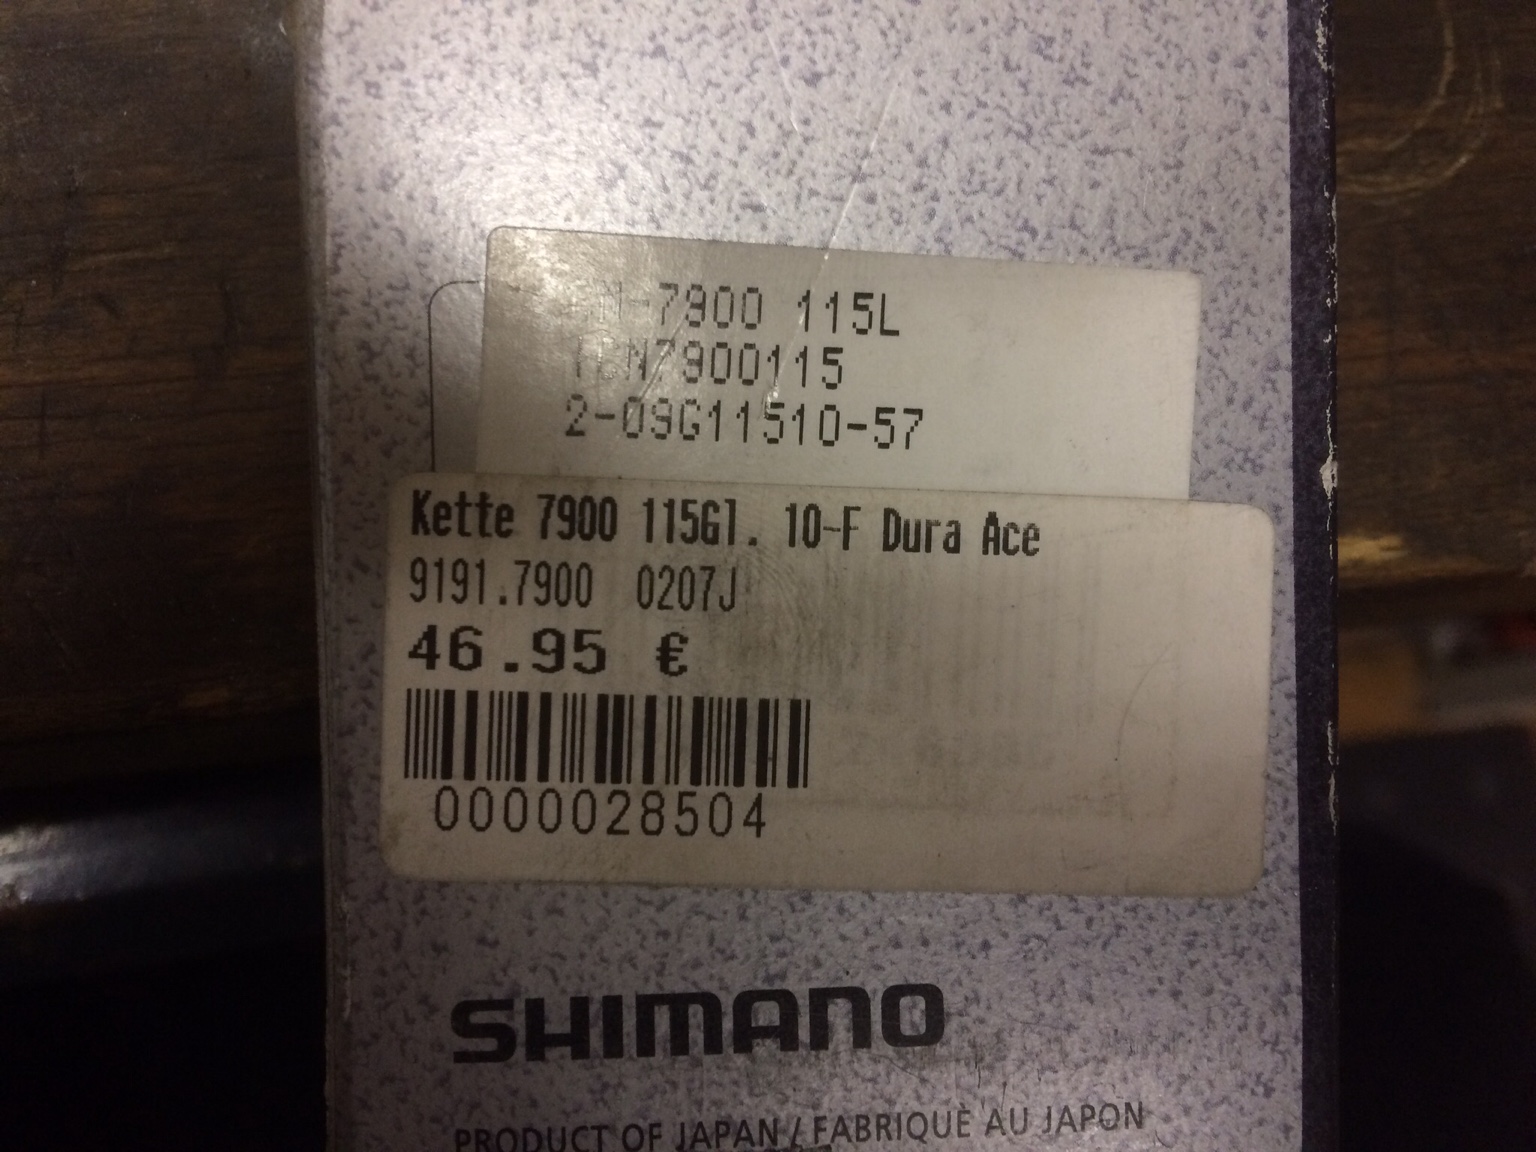 -7900 115L
CN7900115
2-09G11510-57
Kette 7900 115Gl. 10-F Dura Ace
9191.7900 0207J
46.95 €
0000028504
SHIMANO
PRODUCT OF JAPAN / FABRIQUÉ AU JAPON